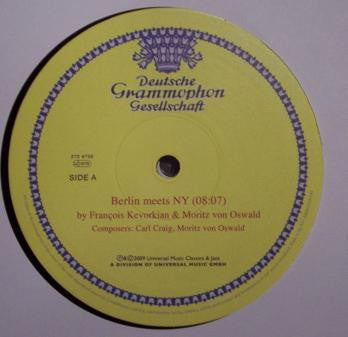 Deutsche
Grammophon
Gesellschaft
SIDE A
Berlin meets NY (08:07)
by François Kevorkian & Moritz von Oswald
Composers: Carl Craig, Moritz von Oswald
℗&© 2009 Universal Music Classics & Jazz
A DIVISION OF UNIVERSAL MUSIC GMBH